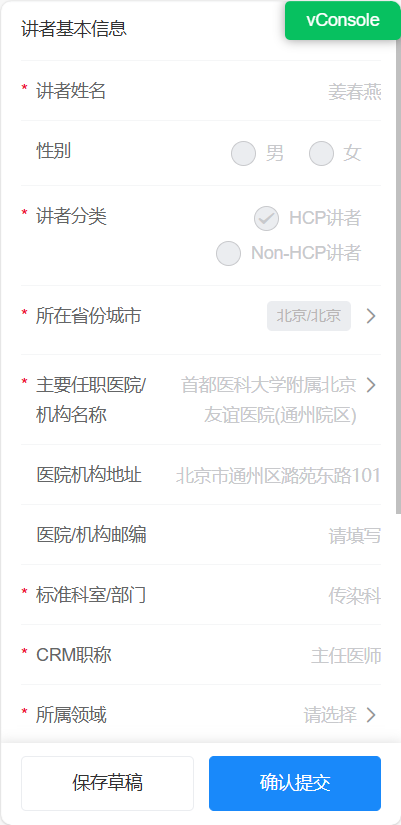 讲者基本信息
vConsole
* 讲者姓名 姜春燕
性别 男 女
* 讲者分类 HCP讲者
Non-HCP讲者
* 所在省份城市 北京/北京
* 主要任职医院/ 首都医科大学附属北京
机构名称 友谊医院(通州院区)
医院机构地址 北京市通州区潞苑东路101
医院/机构邮编 请填写
* 标准科室/部门 传染科
* CRM职称 主任医师
* 所属领域 请选择
保存草稿 确认提交